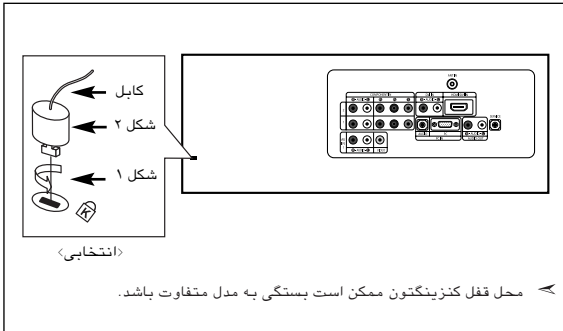 کابل
شکل ۲
شکل ۱
K
<انتخابی>
محل قفل کنزینگتون ممکن است بستگی به مدل متفاوت باشد.